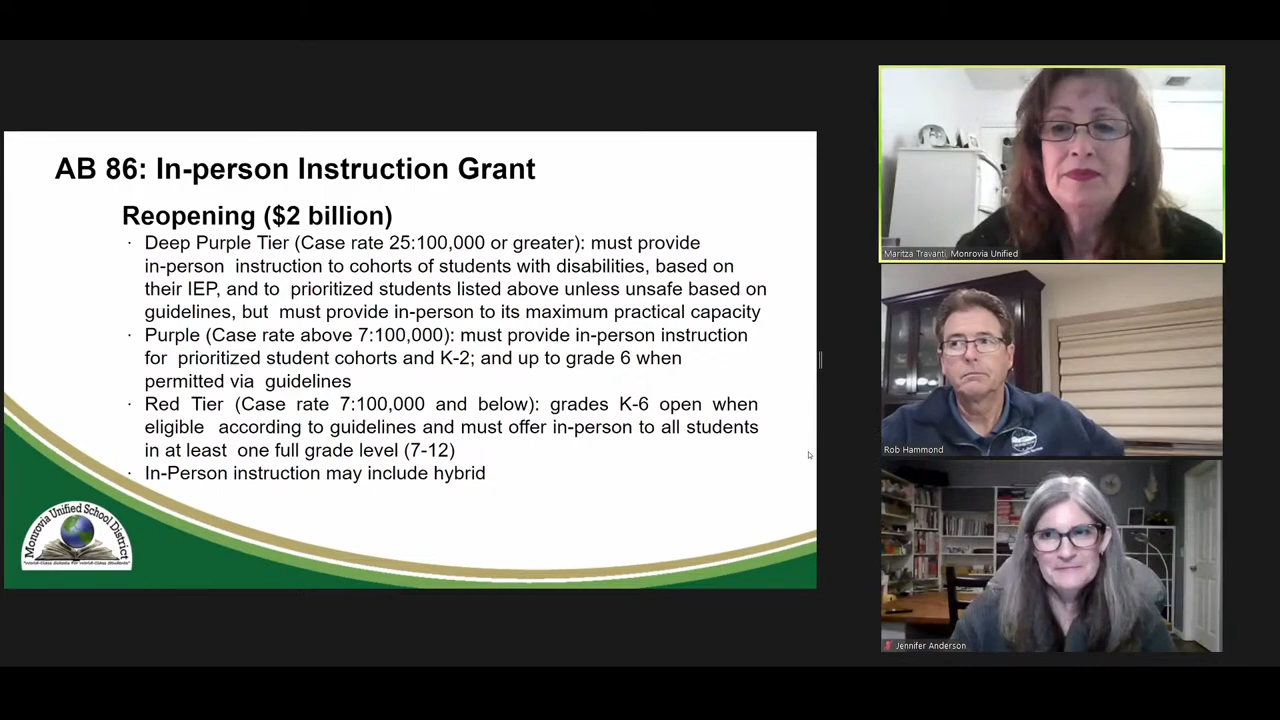 AB 86: In-person Instruction Grant
Reopening ($2 billion)
· Deep Purple Tier (Case rate 25:100,000 or greater): must provide
in-person instruction to cohorts of students with disabilities, based on
their IEP, and to prioritized students listed above unless unsafe based on
guidelines, but must provide in-person to its maximum practical capacity
· Purple (Case rate above 7:100,000): must provide in-person instruction
for prioritized student cohorts and K-2; and up to grade 6 when
permitted via guidelines
· Red Tier (Case rate 7:100,000 and below): grades K-6 open when
eligible according to guidelines and must offer in-person to all students
in at least one full grade level (7-12)
· In-Person instruction may include hybrid
Monrovia Unified School District
"World-Class Schools For World-Class Students"
Maritza Travanti, Monrovia Unified
Rob Hammond
Jennifer Anderson